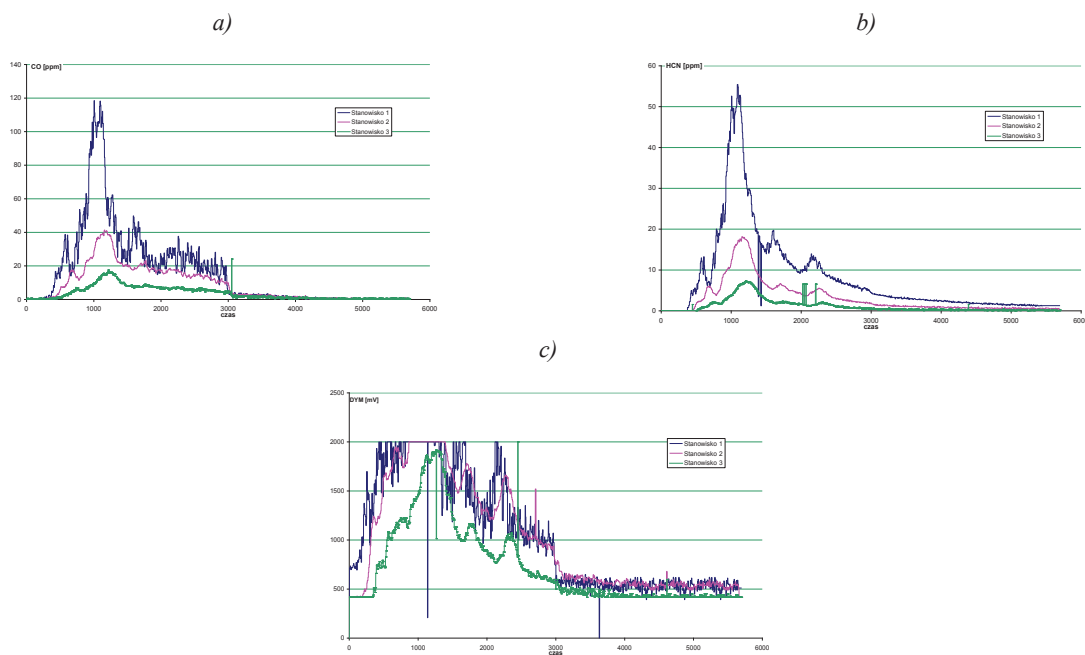 a)
CO [ppm]
140
120
100
80
60
40
20
0
0 1000 2000 3000 4000 5000 6000
czas
Stanowisko 1
Stanowisko 2
Stanowisko 3
b)
HCN [ppm]
60
50
40
30
20
10
0
0 1000 2000 3000 4000 5000 6000
czas
Stanowisko 1
Stanowisko 2
Stanowisko 3
c)
DYM [mV]
2500
2000
1500
1000
500
0
0 1000 2000 3000 4000 5000 6000
czas
Stanowisko 1
Stanowisko 2
Stanowisko 3